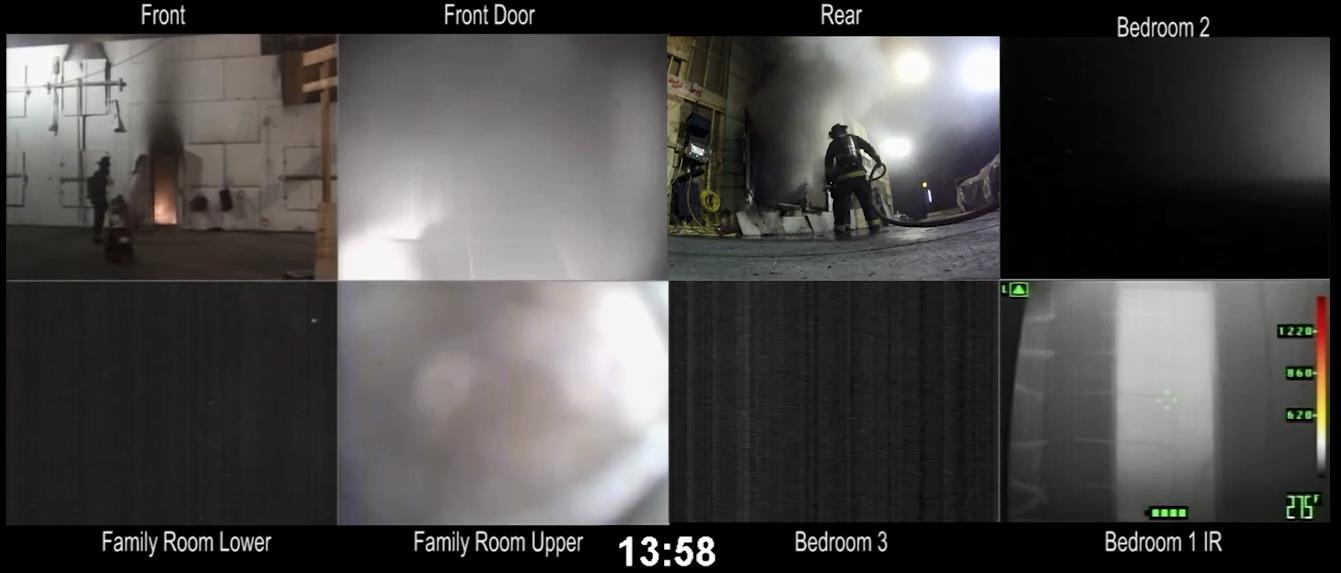 Front
Front Door
Rear
Bedroom 2
L
1220
860
620
275°F
Family Room Lower
Family Room Upper
13:58
Bedroom 3
Bedroom 1 IR